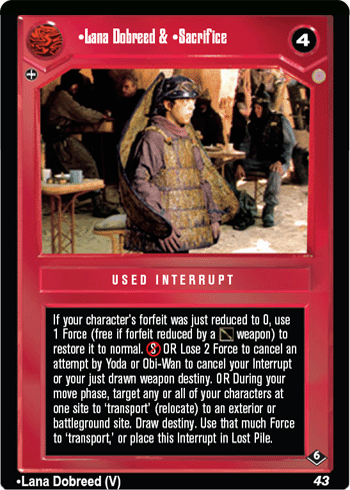 •Lana Dobreed & •Sacrifice
4
USED INTERRUPT
If your character's forfeit was just reduced to 0, use
1 Force (free if forfeit reduced by a weapon) to
restore it to normal. S OR Lose 2 Force to cancel an
attempt by Yoda or Obi-Wan to cancel your Interrupt
or your just drawn weapon destiny. OR During your
move phase, target any or all of your characters at
one site to 'transport' (relocate) to an exterior or
battleground site. Draw destiny. Use that much Force
to 'transport,' or place this Interrupt in Lost Pile.
6
•Lana Dobreed (V)
43